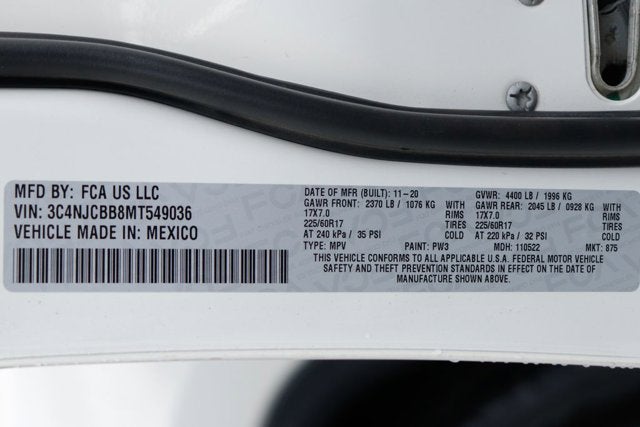 MFD BY: FCA US LLC
VIN: 3C4NJCBB8MT549036
VEHICLE MADE IN: MEXICO
DATE OF MFR (BUILT): 11-20
GAWR FRONT: 2370 LB / 1076 KG WITH
17X7.0 RIMS
225/60R17 TIRES
AT 240 kPa / 35 PSI COLD
TYPE: MPV PAINT: PW3
GVWR: 4400 LB / 1996 KG
GAWR REAR: 2045 LB / 0928 KG WITH
17X7.0 RIMS
225/60R17 TIRES
AT 220 kPa / 32 PSI COLD
MDH: 110522 MKT: 875
THIS VEHICLE CONFORMS TO ALL APPLICABLE U.S.A. FEDERAL MOTOR VEHICLE
SAFETY AND THEFT PREVENTION STANDARDS IN EFFECT ON THE DATE OF
MANUFACTURE SHOWN ABOVE.